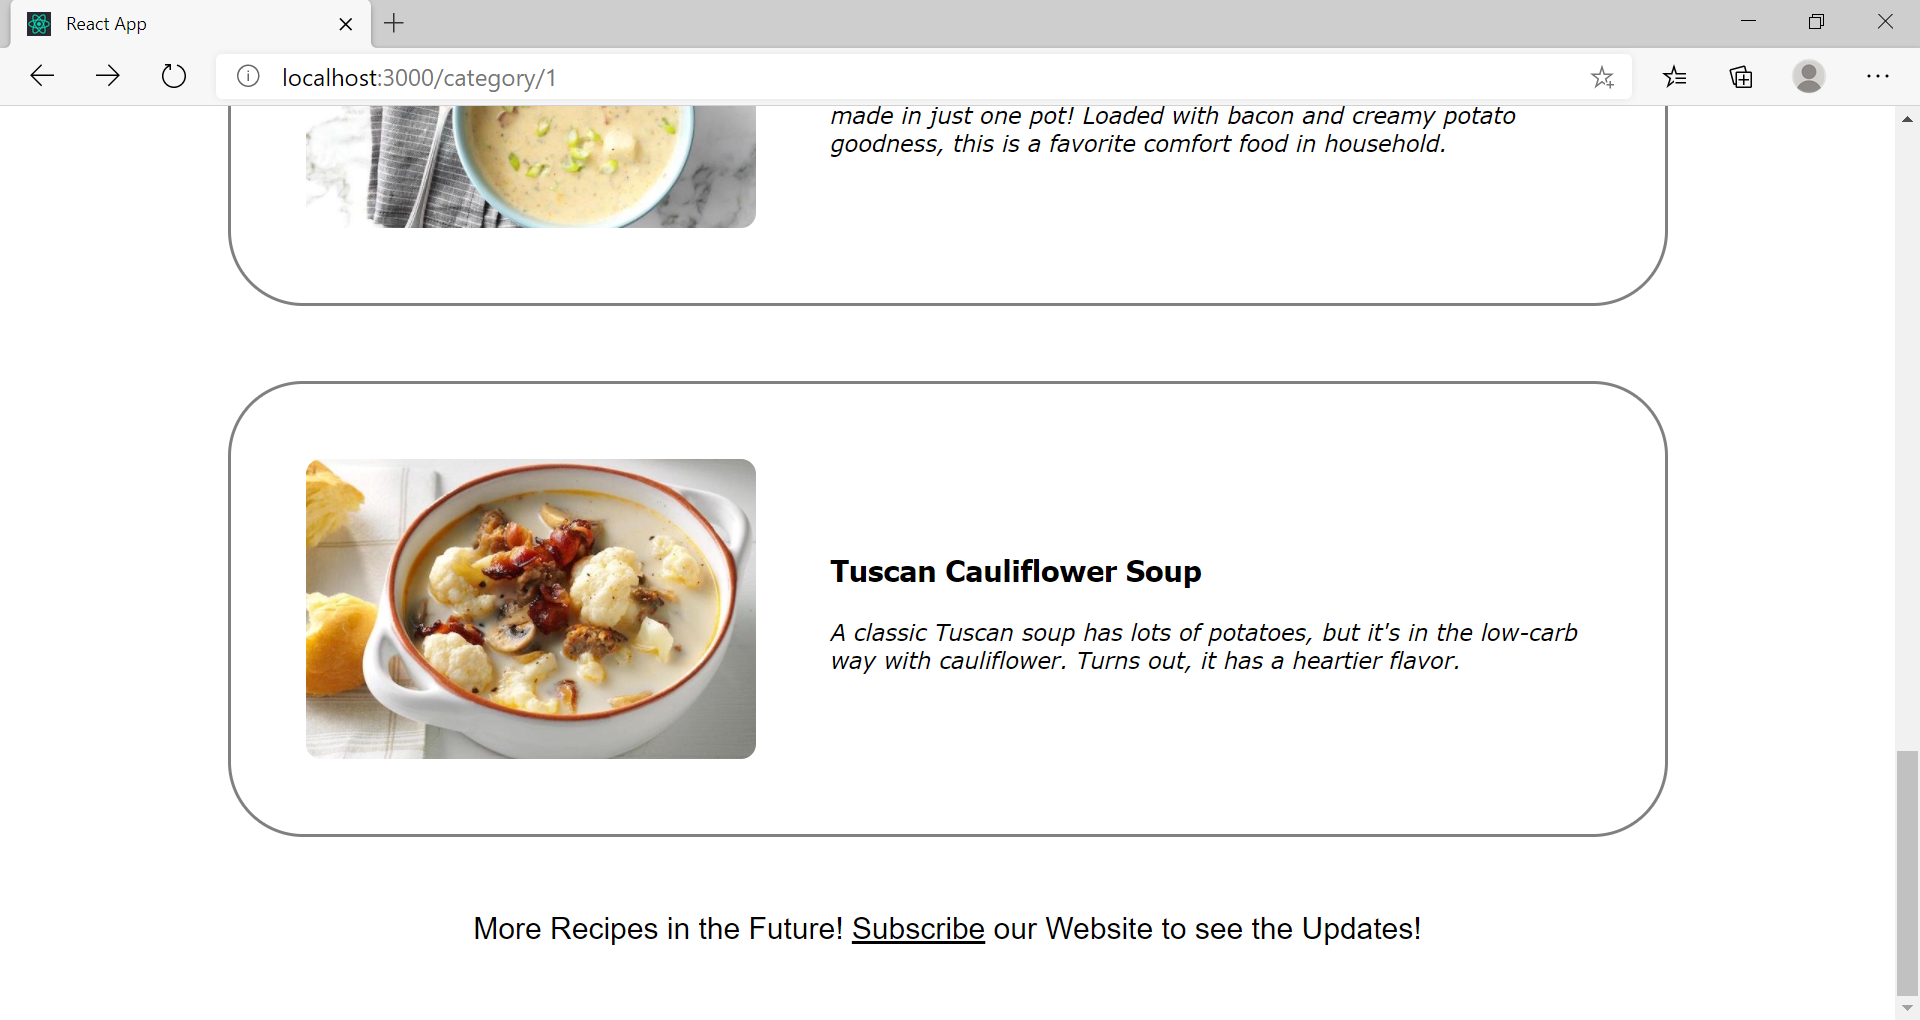 React App
localhost:3000/category/1
made in just one pot! Loaded with bacon and creamy potato
goodness, this is a favorite comfort food in household.
Tuscan Cauliflower Soup
A classic Tuscan soup has lots of potatoes, but it's in the low-carb
way with cauliflower. Turns out, it has a heartier flavor.
More Recipes in the Future! Subscribe our Website to see the Updates!